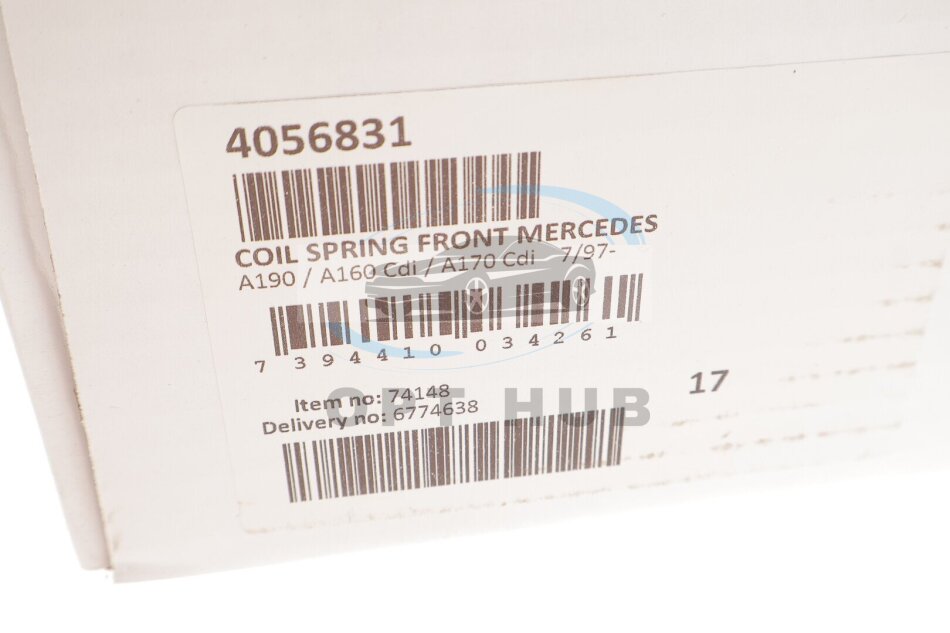 4056831
COIL SPRING FRONT MERCEDES
A190 / A160 Cdi / A170 Cdi 7/97-
7 394410 034261
Item no: 74148
Delivery no: 6774638
17
OPT HUB